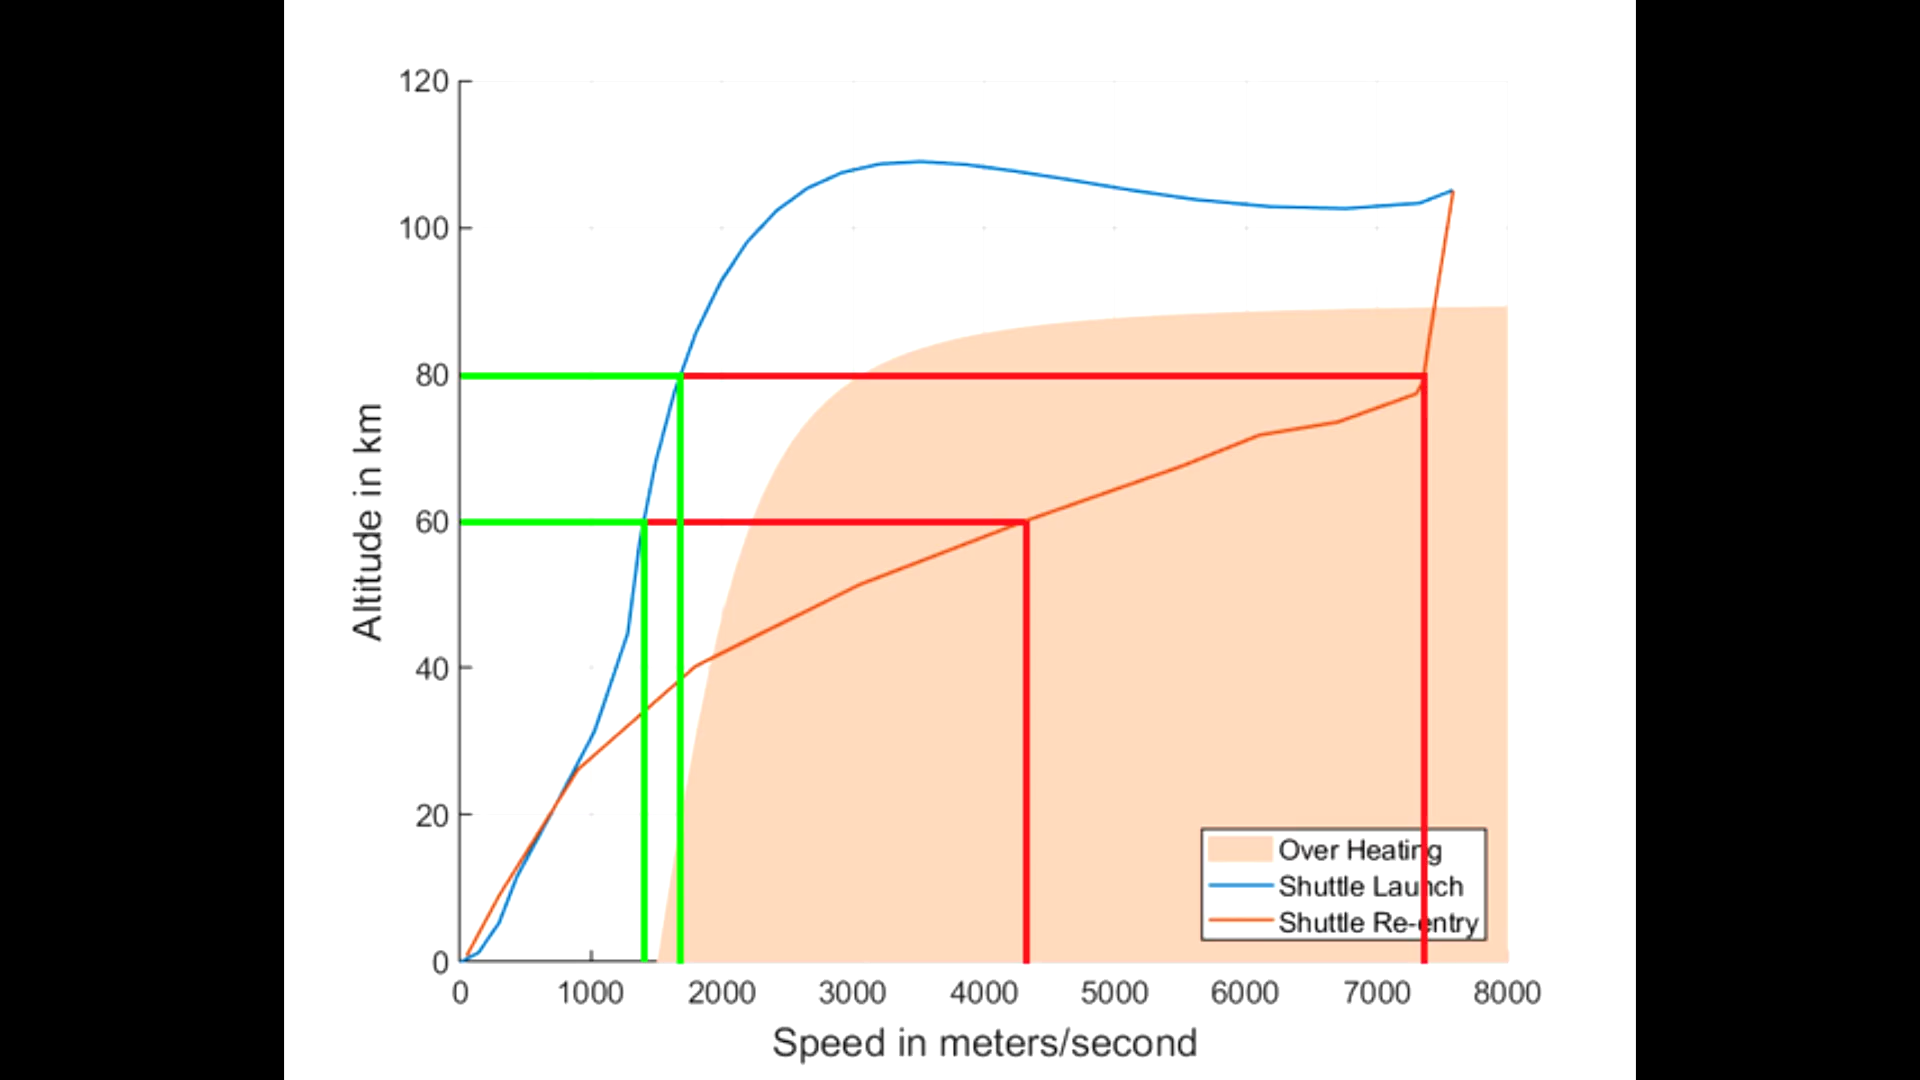 120
100
80
60
40
20
0
Altitude in km
Over Heating
Shuttle Launch
Shuttle Re-entry
0 1000 2000 3000 4000 5000 6000 7000 8000
Speed in meters/second